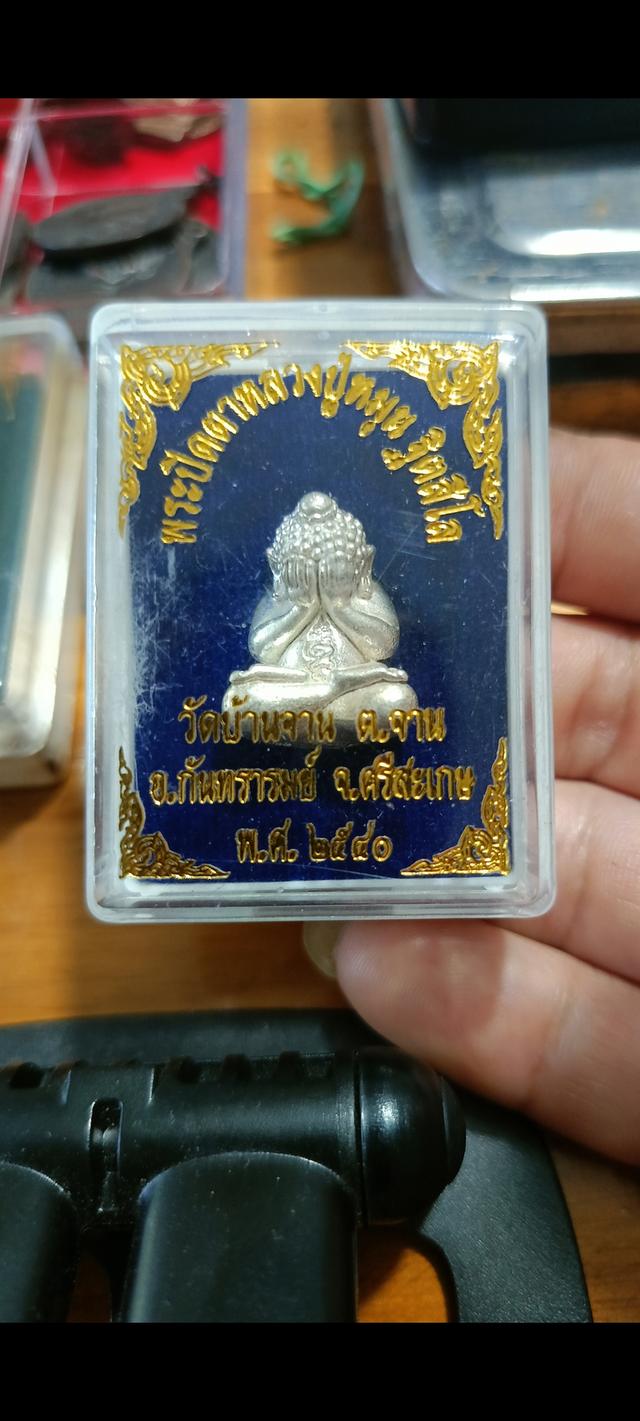 พระปิดตาหลวงปู่หมุน ฐิตสีโล
วัดบ้านจาน ต.จาน
อ.กันทรารมย์ จ.ศรีสะเกษ
พ.ศ. ๒๕๔๐